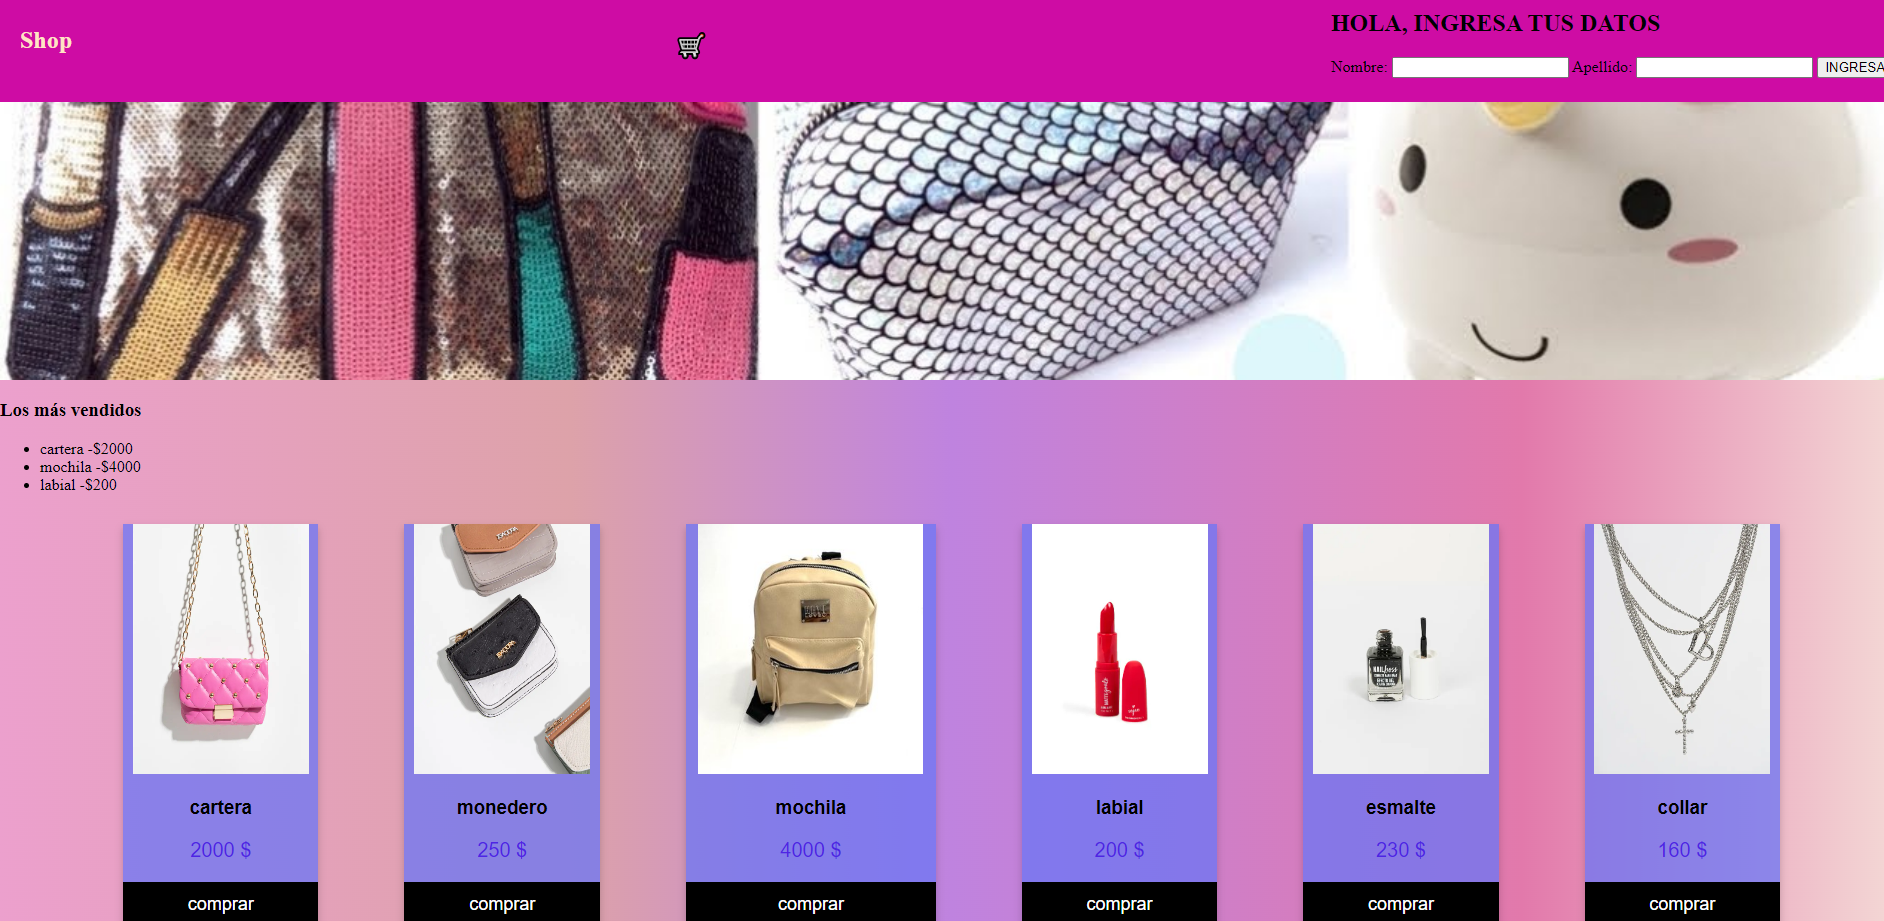 Shop
HOLA, INGRESA TUS DATOS
Nombre: Apellido: INGRESA
Los más vendidos
cartera -$2000
mochila -$4000
labial -$200
cartera
2000 $
comprar
monedero
250 $
comprar
mochila
4000 $
comprar
labial
200 $
comprar
esmalte
230 $
comprar
collar
160 $
comprar